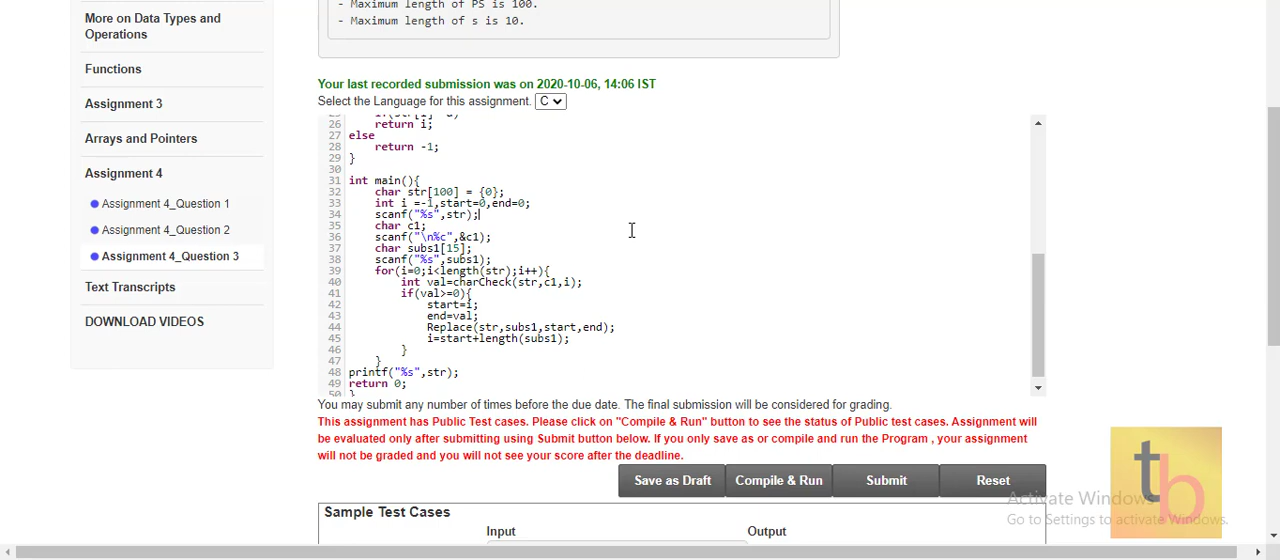 - Maximum length of PS is 100.
- Maximum length of s is 10.
More on Data Types and
Operations
Functions
Assignment 3
Arrays and Pointers
Assignment 4
Assignment 4_Question 1
Assignment 4_Question 2
Assignment 4_Question 3
Text Transcripts
DOWNLOAD VIDEOS
Your last recorded submission was on 2020-10-06, 14:06 IST
Select the Language for this assignment. C
26 return i;
27 else
28 return -1;
29 }
30
31 int main(){
32 char str[100] = {0};
33 int i =-1,start=0,end=0;
34 scanf("%s",str);
35 char c1;
36 scanf("\n%c",&c1);
37 char subs1[15];
38 scanf("%s",subs1);
39 for(i=0;i<length(str);i++){
40 int val=charCheck(str,c1,i);
41 if(val>=0){
42 start=i;
43 end=val;
44 Replace(str,subs1,start,end);
45 i=start+length(subs1);
46 }
47 }
48 printf("%s",str);
49 return 0;
50 }
You may submit any number of times before the due date. The final submission will be considered for grading.
This assignment has Public Test cases. Please click on "Compile & Run" button to see the status of Public test cases. Assignment will
be evaluated only after submitting using Submit button below. If you only save as or compile and run the Program , your assignment
will not be graded and you will not see your score after the deadline.
Save as Draft Compile & Run Submit Reset
Sample Test Cases
Input Output
Activate Windows
Go to Settings to activate Windows.
tb